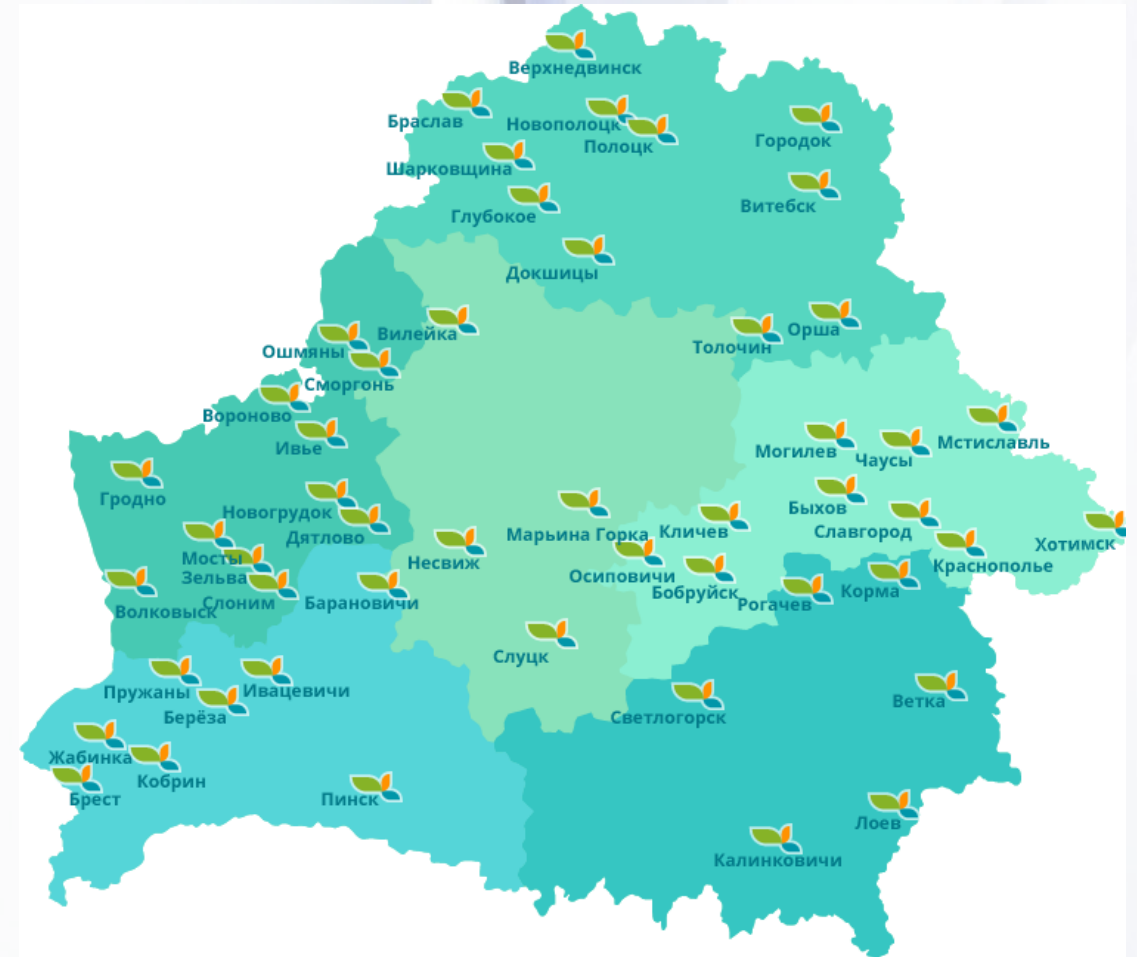 Верхнедвинск
Браслав
Новополоцк
Полоцк
Городок
Шарковщина
Витебск
Глубокое
Докшицы
Вилейка
Орша
Толочин
Ошмяны
Сморгонь
Вороново
Ивье
Мстиславль
Могилев
Чаусы
Гродно
Новогрудок
Быхов
Дятлово
Марьина Горка
Кличев
Славгород
Хотимск
Мосты
Несвиж
Краснополье
Зельва
Осиповичи
Бобруйск
Корма
Волковыск
Слоним
Барановичи
Рогачев
Слуцк
Пружаны
Ивацевичи
Ветка
Берёза
Светлогорск
Жабинка
Кобрин
Брест
Пинск
Лоев
Калинковичи